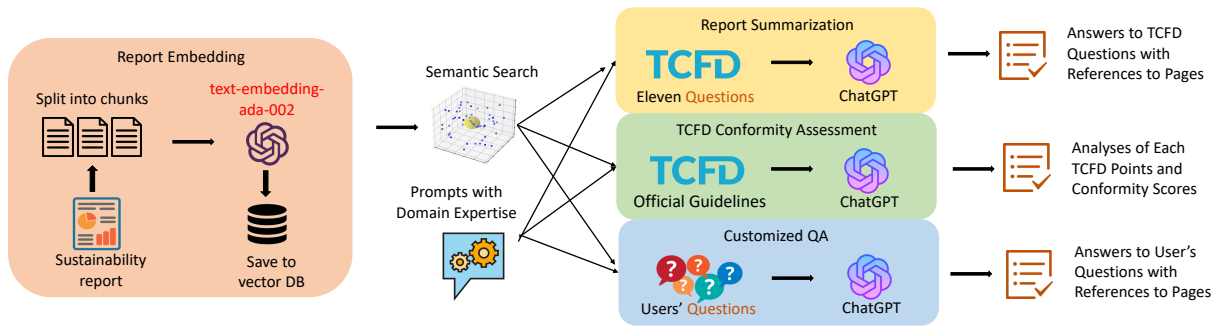 Report Embedding
Split into chunks
text-embedding-
ada-002
Sustainability
report
Save to
vector DB
Semantic Search
Prompts with
Domain Expertise
Report Summarization
TCFD
Eleven Questions
ChatGPT
TCFD Conformity Assessment
TCFD
Official Guidelines
ChatGPT
Customized QA
? ? ? ? ?
Users' Questions
ChatGPT
Answers to TCFD
Questions with
References to Pages
Analyses of Each
TCFD Points and
Conformity Scores
Answers to User's
Questions with
References to Pages